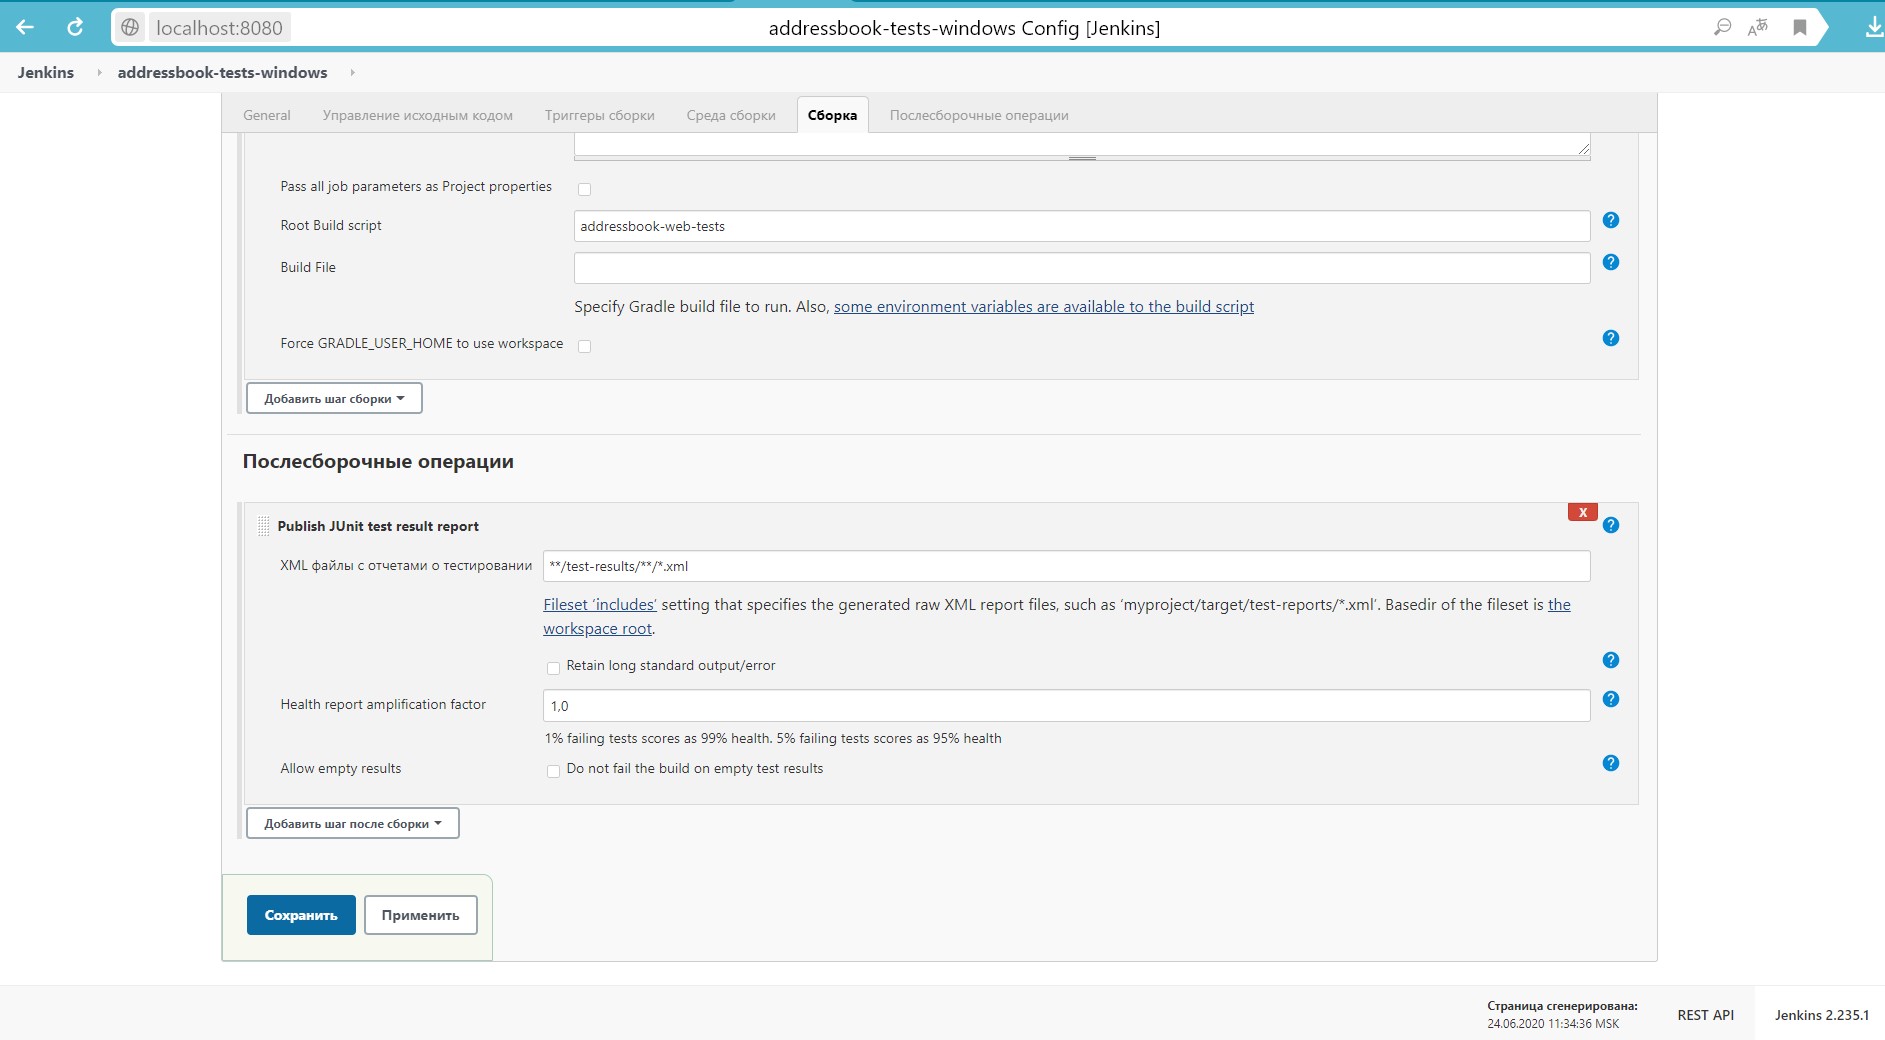 localhost:8080
addressbook-tests-windows Config [Jenkins]
Jenkins
addressbook-tests-windows
General
Управление исходным кодом
Триггеры сборки
Среда сборки
Сборка
Послесборочные операции
Pass all job parameters as Project properties
Root Build script
addressbook-web-tests
Build File
Specify Gradle build file to run. Also, some environment variables are available to the build script
Force GRADLE_USER_HOME to use workspace
Добавить шаг сборки
Послесборочные операции
X
Publish JUnit test result report
XML файлы с отчетами о тестировании
**/test-results/**/*.xml
Fileset ‘includes’ setting that specifies the generated raw XML report files, such as ‘myproject/target/test-reports/*.xml’. Basedir of the fileset is the
workspace root.
Retain long standard output/error
Health report amplification factor
1,0
1% failing tests scores as 99% health. 5% failing tests scores as 95% health
Allow empty results
Do not fail the build on empty test results
Добавить шаг после сборки
Сохранить
Применить
Страница сгенерирована:
24.06.2020 11:34:36 MSK
REST API
Jenkins 2.235.1